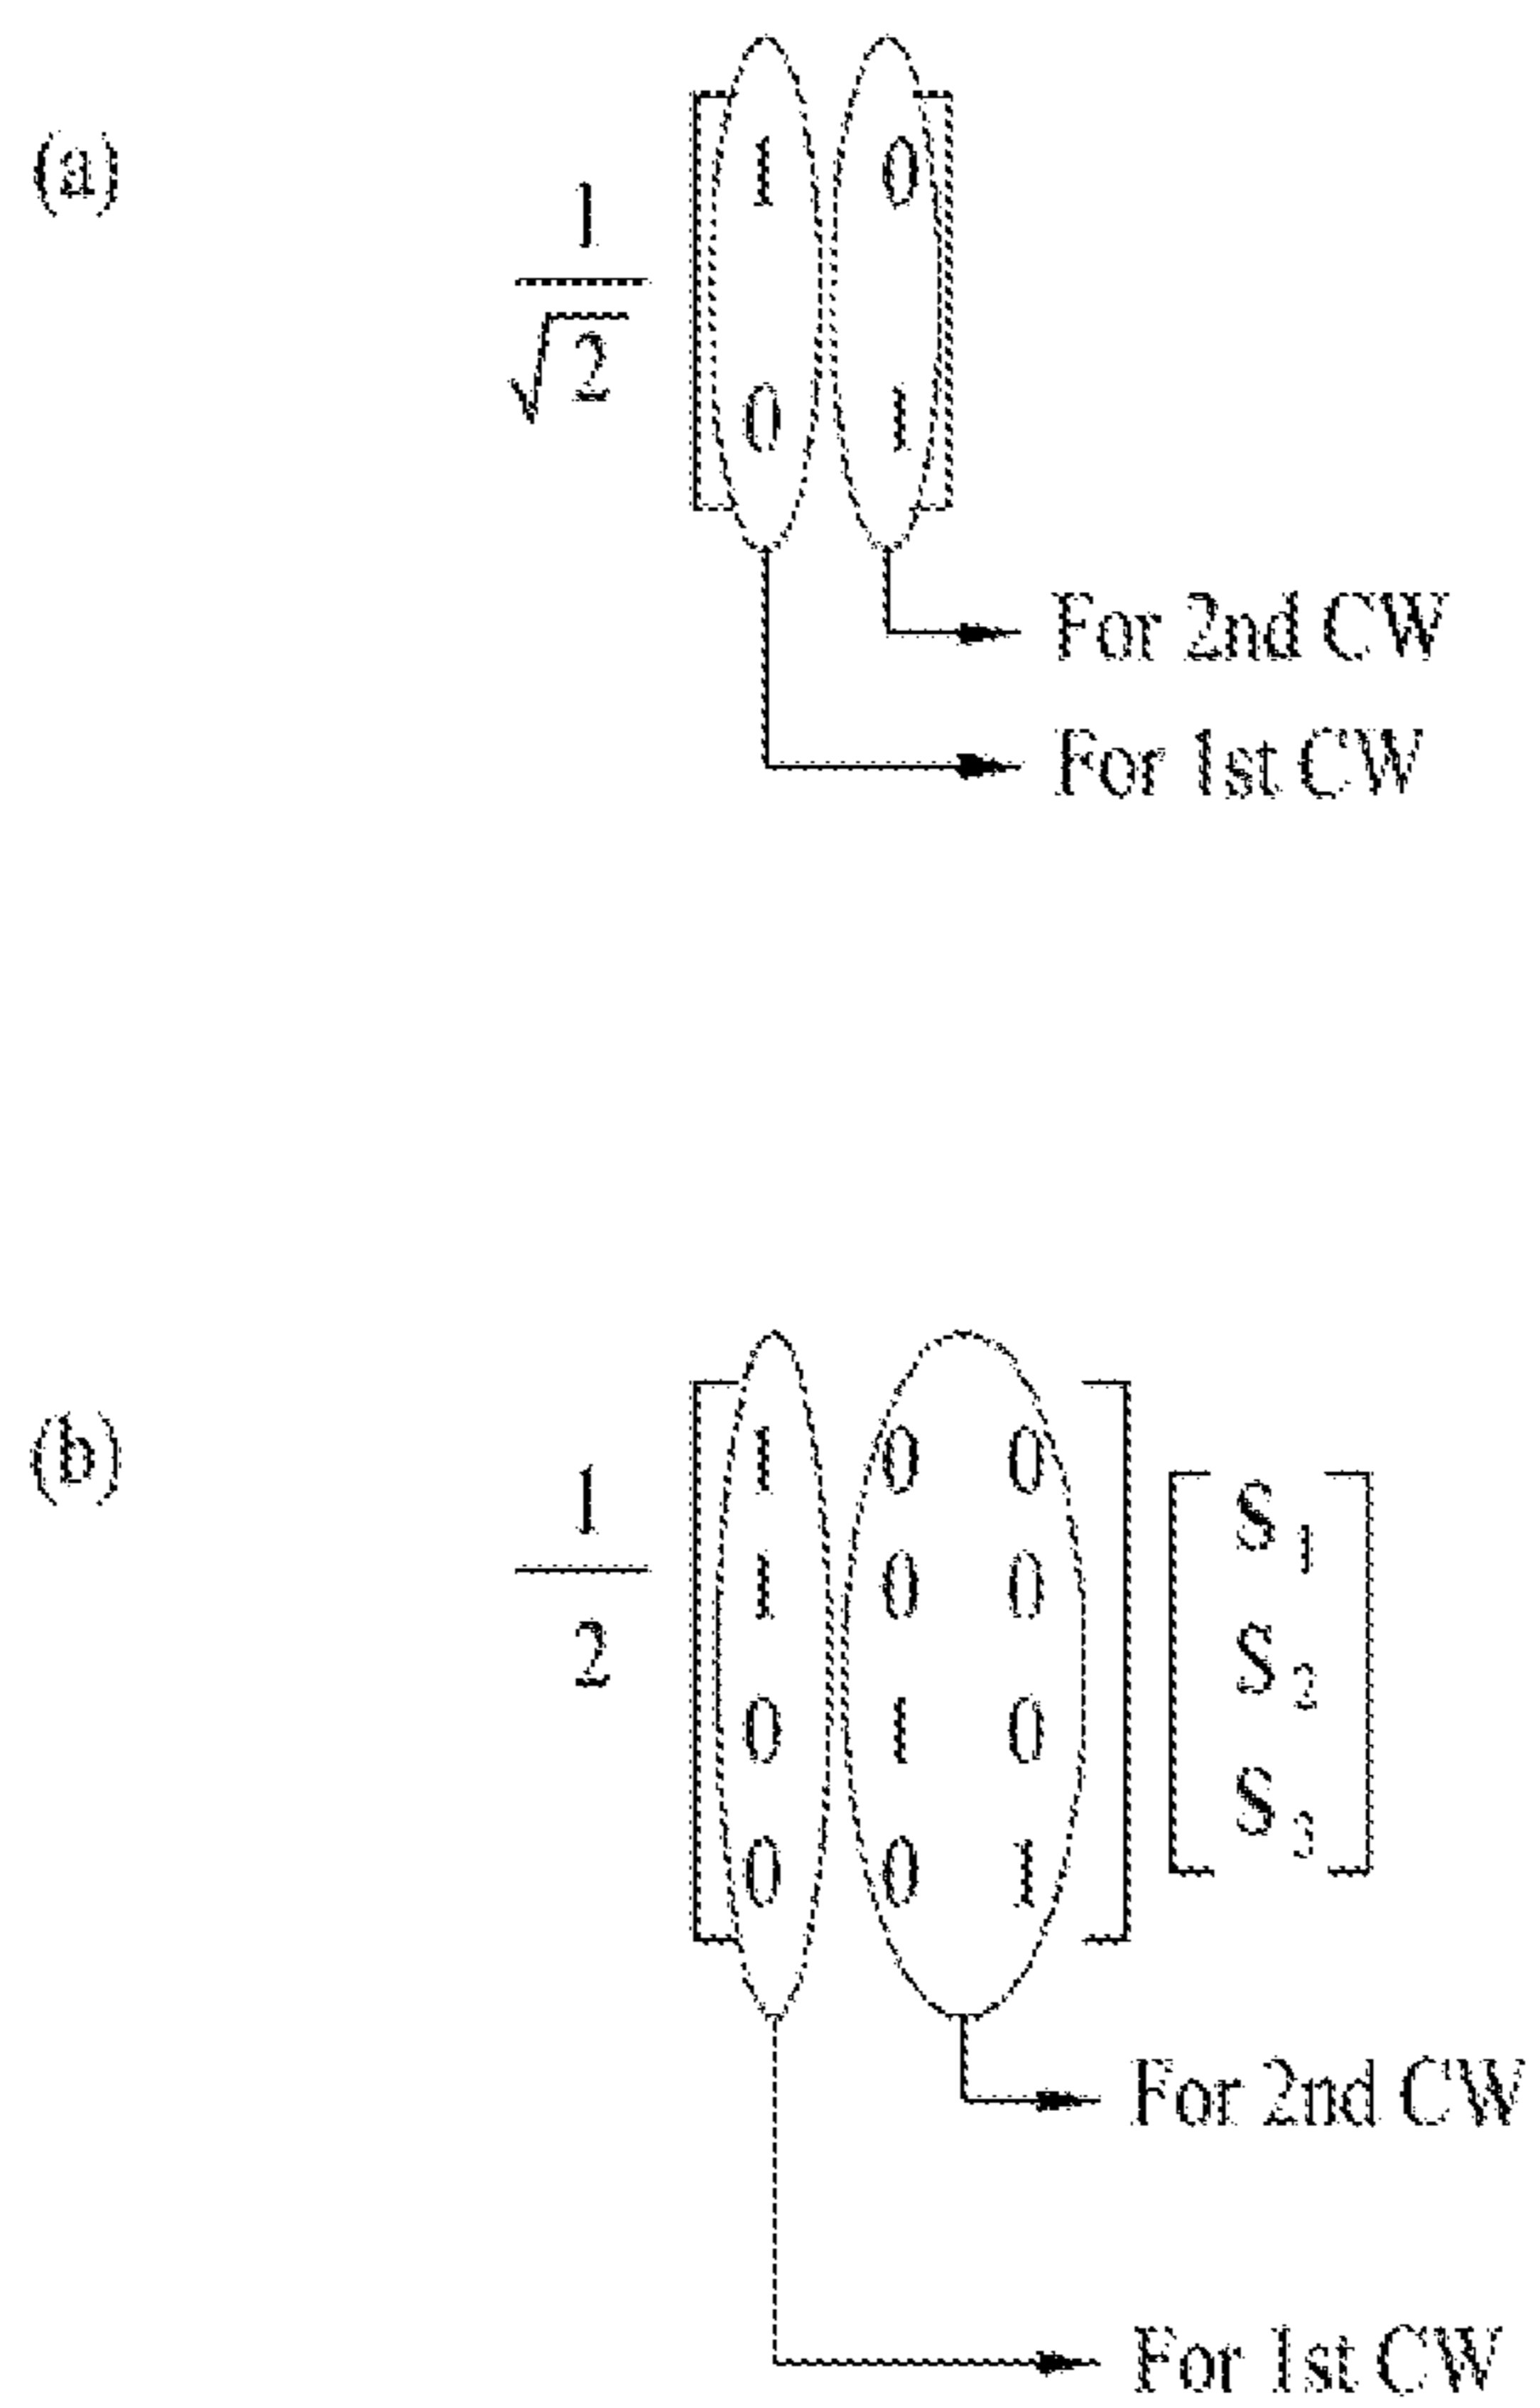 (a)
1
√2
1 0
0 1
For 2nd CW
For 1st CW
(b)
1
2
1 0 0
1 0 0
0 1 0
0 0 1
S1
S2
S3
For 2nd CW
For 1st CW